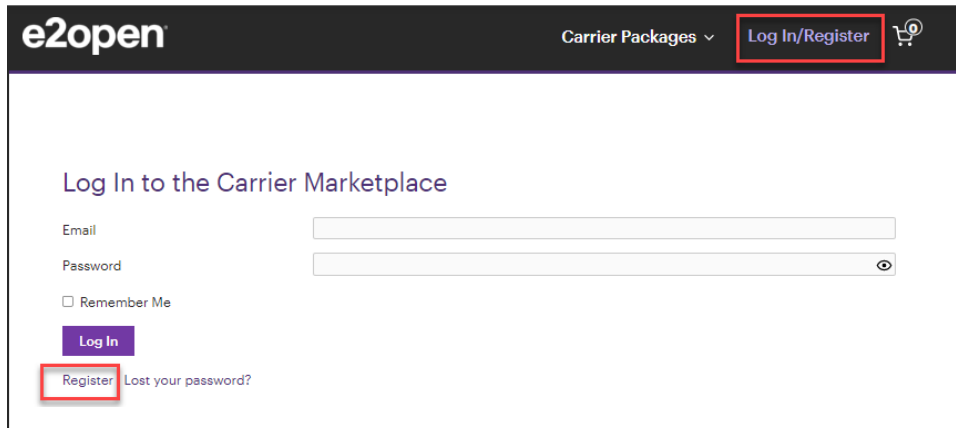 e2open Carrier Packages Log In/Register 0
Log In to the Carrier Marketplace
Email
Password
Remember Me
Log In
Register Lost your password?